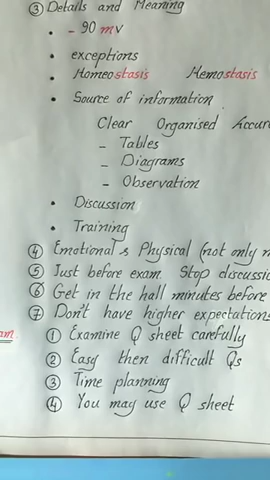 ③ Details and Meaning
• - 90 mv
• exceptions
• Homeostasis Hemostasis
• Source of information
Clear Organised
- Tables
- Diagrams
- Observation
• Discussion
• Training
④ Emotional & Physical (not only
⑤ Just before exam. Stop
⑥ Get in the hall minutes before
⑦ Don't have higher
① Examine Q sheet carefully
② Easy then difficult Qs
③ Time planning
④ You may use Q sheet